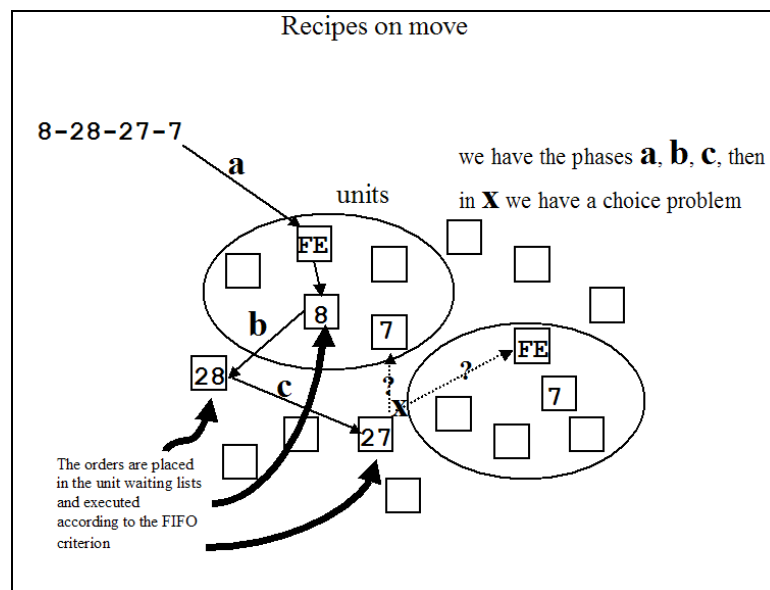 Recipes on move
8-28-27-7
a
we have the phases a, b, c, then
in x we have a choice problem
units
FE
8
7
b
FE
?
?
28
c
7
x
27
The orders are placed
in the unit waiting lists
and executed
according to the FIFO
criterion